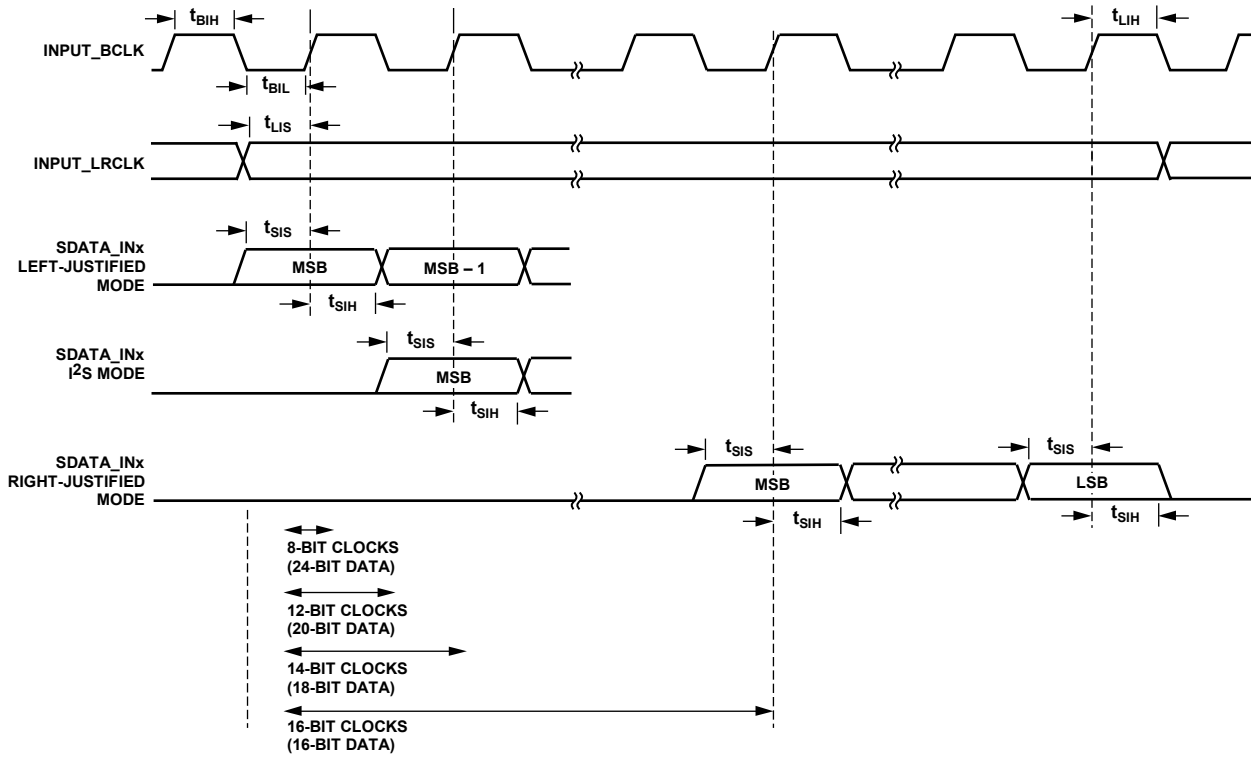 tBIH
tLIH
INPUT_BCLK
tBIL
tLIS
INPUT_LRCLK
tSIS
SDATA_INx
LEFT-JUSTIFIED
MODE
MSB
MSB – 1
tSIH
tSIS
SDATA_INx
I2S MODE
MSB
tSIH
SDATA_INx
RIGHT-JUSTIFIED
MODE
tSIS
tSIS
MSB
LSB
tSIH
tSIH
8-BIT CLOCKS
(24-BIT DATA)
12-BIT CLOCKS
(20-BIT DATA)
14-BIT CLOCKS
(18-BIT DATA)
16-BIT CLOCKS
(16-BIT DATA)